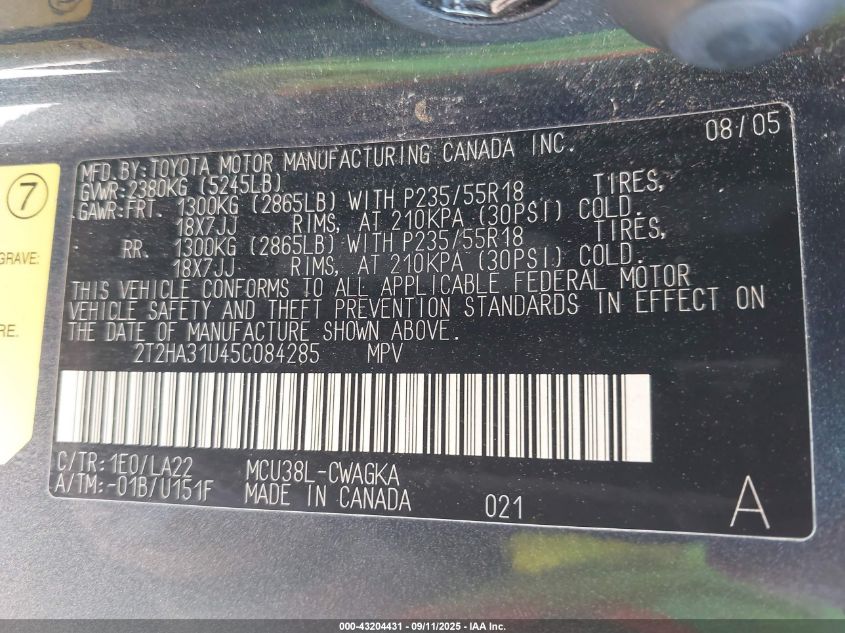 08/05
MFD.BY:TOYOTA MOTOR MANUFACTURING CANADA INC.
GVWR:2380KG (5245LB)
GAWR:FRT. 1300KG (2865LB) WITH P235/55R18 TIRES,
18X7JJ RIMS, AT 210KPA (30PSI) COLD.
RR. 1300KG (2865LB) WITH P235/55R18 TIRES,
18X7JJ RIMS, AT 210KPA (30PSI) COLD.
THIS VEHICLE CONFORMS TO ALL APPLICABLE FEDERAL MOTOR
VEHICLE SAFETY AND THEFT PREVENTION STANDARDS IN EFFECT ON
THE DATE OF MANUFACTURE SHOWN ABOVE.
2T2HA31U45C084285 MPV
C/TR:1E0/LA22 MCU38L-CWAGKA
A/TM:-01B/U151F MADE IN CANADA 021 A
7
GRAVE:
RE.
000-43204431 - 09/11/2025 - IAA Inc.